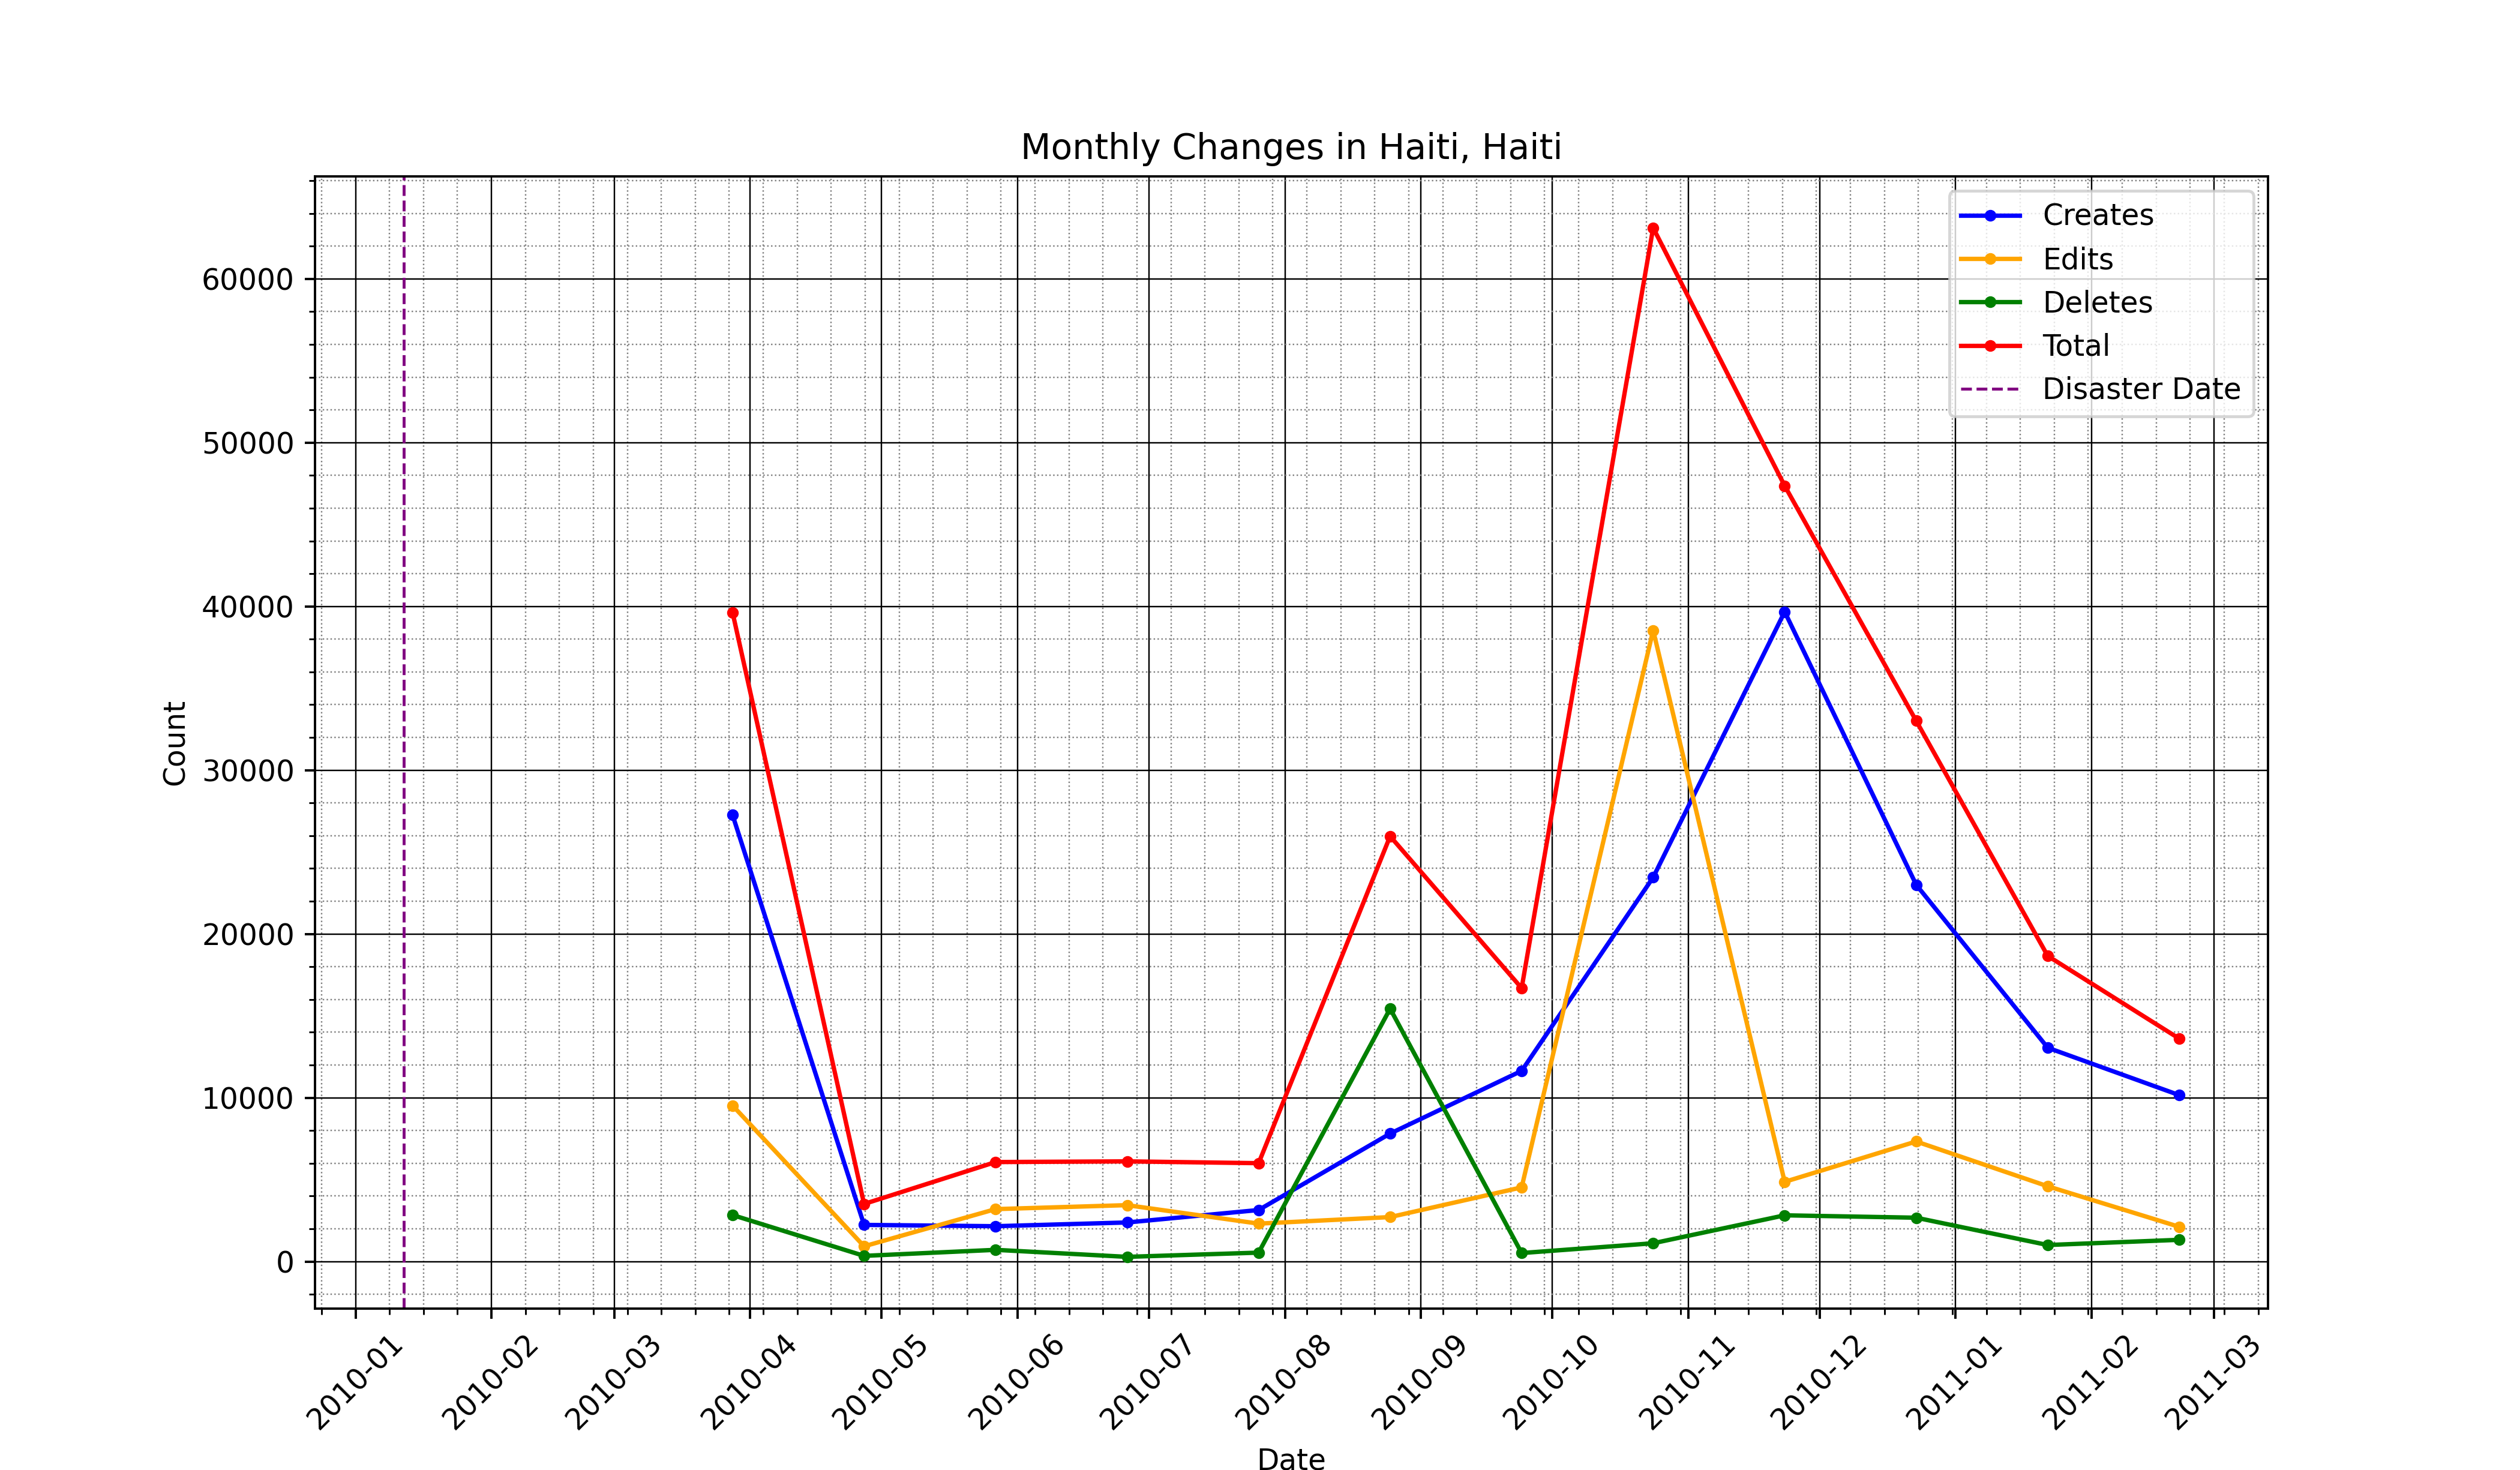 Monthly Changes in Haiti, Haiti
Creates
Edits
Deletes
Total
Disaster Date
Count
60000
50000
40000
30000
20000
10000
0
2010-01
2010-02
2010-03
2010-04
2010-05
2010-06
2010-07
2010-08
2010-09
2010-10
2010-11
2010-12
2011-01
2011-02
2011-03
Date